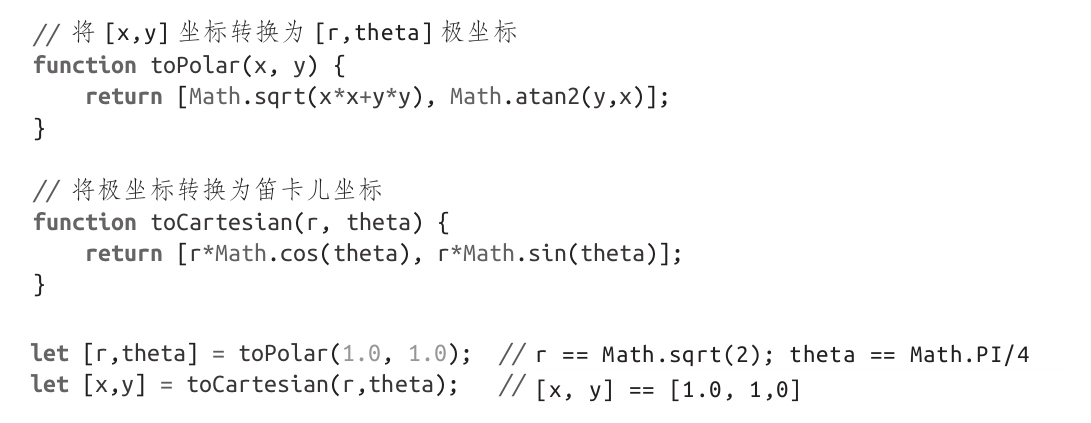 // 将 [x,y] 坐标转换为 [r,theta] 极坐标
function toPolar(x, y) {
    return [Math.sqrt(x*x+y*y), Math.atan2(y,x)];
}

// 将极坐标转换为笛卡儿坐标
function toCartesian(r, theta) {
    return [r*Math.cos(theta), r*Math.sin(theta)];
}

let [r,theta] = toPolar(1.0, 1.0);  // r == Math.sqrt(2); theta == Math.PI/4
let [x,y] = toCartesian(r,theta);   // [x, y] == [1.0, 1,0]